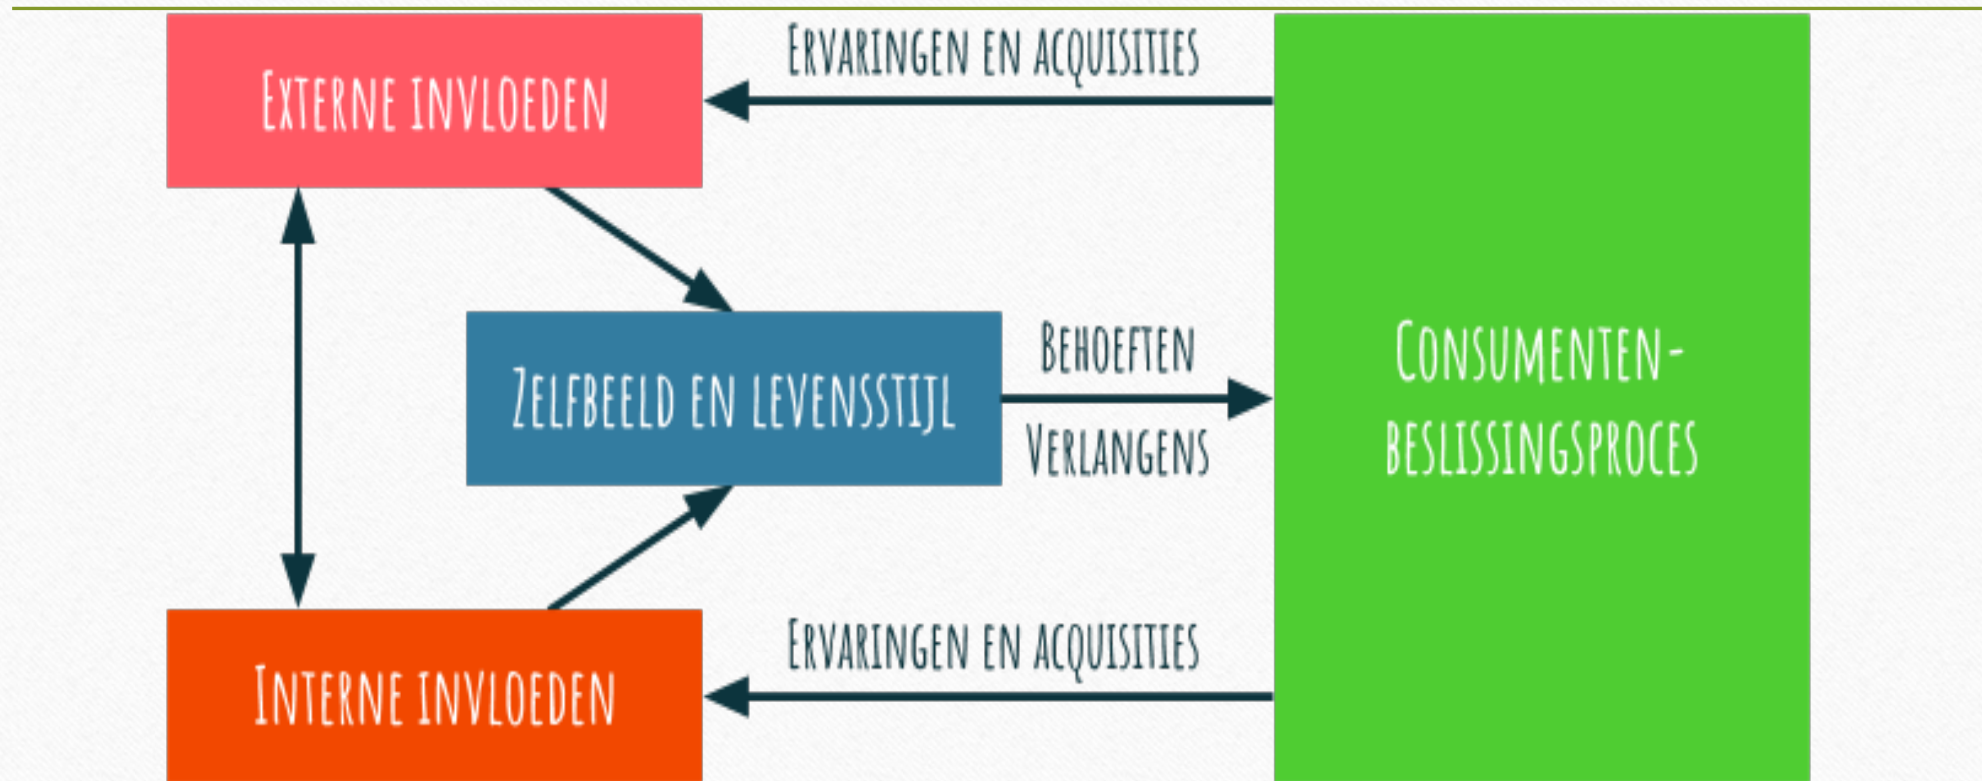 Ervaringen en acquisities
Externe invloeden
Behoeften
Zelfbeeld en levensstijl
Verlangens
Consumenten-
beslissingsproces
Ervaringen en acquisities
Interne invloeden